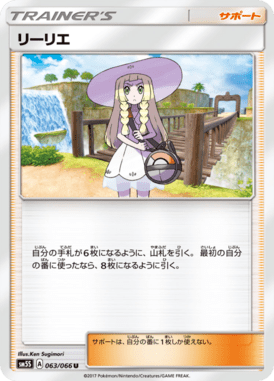 TRAINER'S サポート
リーリエ
自分の手札が6枚になるように、山札を引く。最初の自分
の番に使ったなら、8枚になるように引く。
Illus.Ken Sugimori
SM5S A 063/066 U
©2017 Pokémon/Nintendo/Creatures/GAME FREAK.
サポートは、自分の番に1枚しか使えない。